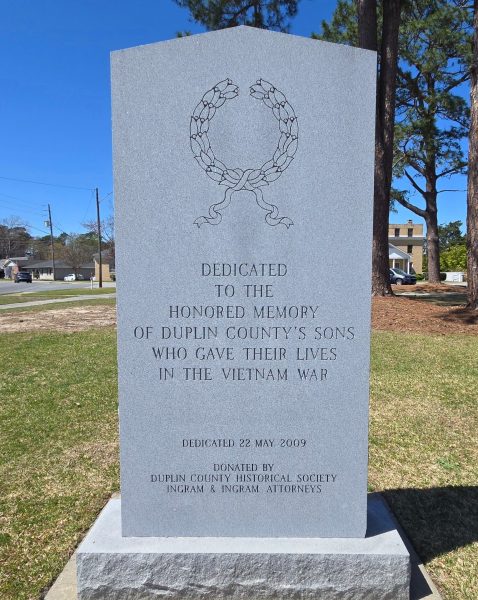 DEDICATED
TO THE
HONORED MEMORY
OF DUPLIN COUNTY'S SONS
WHO GAVE THEIR LIVES
IN THE VIETNAM WAR
DEDICATED 22 MAY 2009
DONATED BY
DUPLIN COUNTY HISTORICAL SOCIETY
INGRAM & INGRAM ATTORNEYS